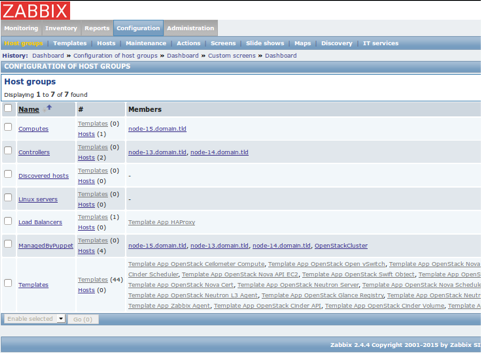 ZABBIX
Monitoring Inventory Reports Configuration Administration
Host groups Templates Hosts Maintenance Actions Screens Slide shows Maps Discovery IT services
History: Dashboard » Configuration of host groups » Dashboard » Custom screens » Dashboard
CONFIGURATION OF HOST GROUPS
Host groups
Displaying 1 to 7 of 7 found
Name # Members
Templates (0)
Computes Hosts (1) node-15.domain.tld
Templates (0)
Controllers Hosts (2) node-13.domain.tld, node-14.domain.tld
Templates (0)
Discovered hosts Hosts (0) -
Templates (0)
Linux servers Hosts (0) -
Templates (1)
Load Balancers Hosts (0) Template App HAProxy
Templates (0)
ManagedByPuppet Hosts (4) node-15.domain.tld, node-13.domain.tld, node-14.domain.tld, OpenStackCluster
Template App OpenStack Ceilometer Compute, Template App OpenStack Open vSwitch, Template App OpenStack Nova
Cinder Scheduler, Template App OpenStack Nova API EC2, Template App OpenStack Swift Object, Template App
Templates Templates (44) Hosts (0) Template App OpenStack Nova Cert, Template App OpenStack Neutron Server, Template App OpenStack Nova
Template App OpenStack Neutron L3 Agent, Template App OpenStack Glance Registry, Template App OpenStack
Template App Zabbix Agent, Template App OpenStack Cinder API, Template App OpenStack Cinder Volume, Template
Enable selected Go (0)
Zabbix 2.4.4 Copyright 2001-2015 by Zabbix